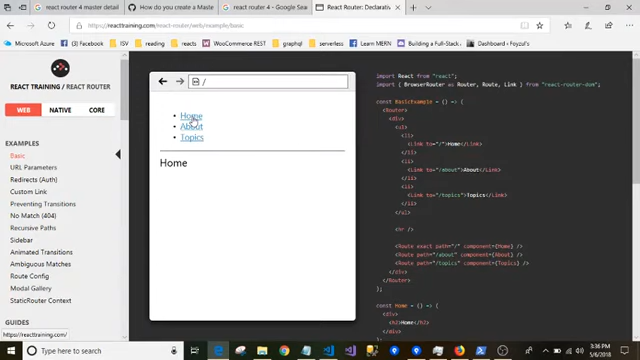 react router 4 master detail
How do you create a Maste
react router 4 - Google Sea
React Router: Declarativ
https://reacttraining.com/react-router/web/example/basic
Microsoft Azure
(3) Facebook
ISV
reading
reacts
WooCommerce REST
graphql
serverless
Learn MERN
Building a Full-Stack
Dashboard ‹ Foyzul's
REACT TRAINING / REACT ROUTER
WEB
NATIVE
CORE
EXAMPLES
Basic
URL Parameters
Redirects (Auth)
Custom Link
Preventing Transitions
No Match (404)
Recursive Paths
Sidebar
Animated Transitions
Ambiguous Matches
Route Config
Modal Gallery
StaticRouter Context
GUIDES
https://reacttraining.com/
/
• Home
• About
• Topics
Home
import React from "react";
import { BrowserRouter as Router, Route, Link } from "react-router-dom";
const BasicExample = () => (
<Router>
<div>
<ul>
<li>
<Link to="/">Home</Link>
</li>
<li>
<Link to="/about">About</Link>
</li>
<li>
<Link to="/topics">Topics</Link>
</li>
</ul>
<hr />
<Route exact path="/" component={Home} />
<Route path="/about" component={About} />
<Route path="/topics" component={Topics} />
</div>
</Router>
);
const Home = () => (
<div>
<h2>Home</h2>
Type here to search
3:36 PM
5/6/2018